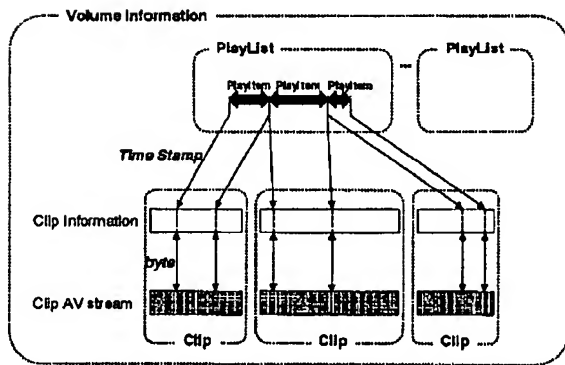 Volume Information
PlayList
PlayList
PlayItem PlayItem PlayItem
Time Stamp
Clip Information
byte
Clip AV stream
Clip
Clip
Clip